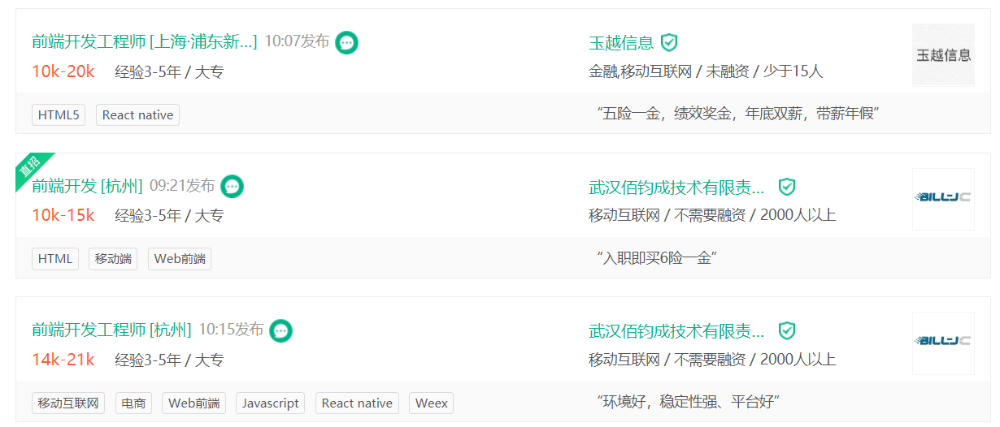 前端开发工程师 [上海·浦东新...] 10:07发布
玉越信息
10k-20k 经验3-5年 / 大专
金融,移动互联网 / 未融资 / 少于15人
玉越信息
HTML5 React native
“五险一金，绩效奖金，年底双薪，带薪年假”
直招
前端开发 [杭州] 09:21发布
武汉佰钧成技术有限责...
10k-15k 经验3-5年 / 大专
移动互联网 / 不需要融资 / 2000人以上
BILLJC
HTML 移动端 Web前端
“入职即买6险一金”
前端开发工程师 [杭州] 10:15发布
武汉佰钧成技术有限责...
14k-21k 经验3-5年 / 大专
移动互联网 / 不需要融资 / 2000人以上
BILLJC
移动互联网 电商 Web前端 Javascript React native Weex
“环境好，稳定性强、平台好”